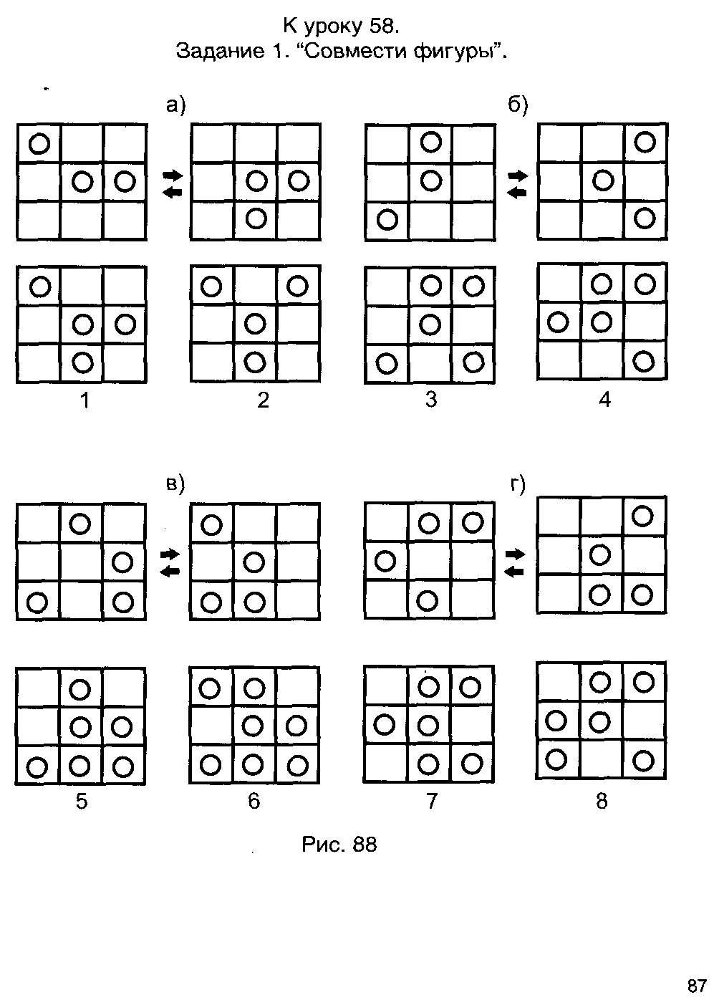 К уроку 58.
Задание 1. “Совмести фигуры”.
а)
б)
1
2
3
4
в)
г)
5
6
7
8
Рис. 88
87